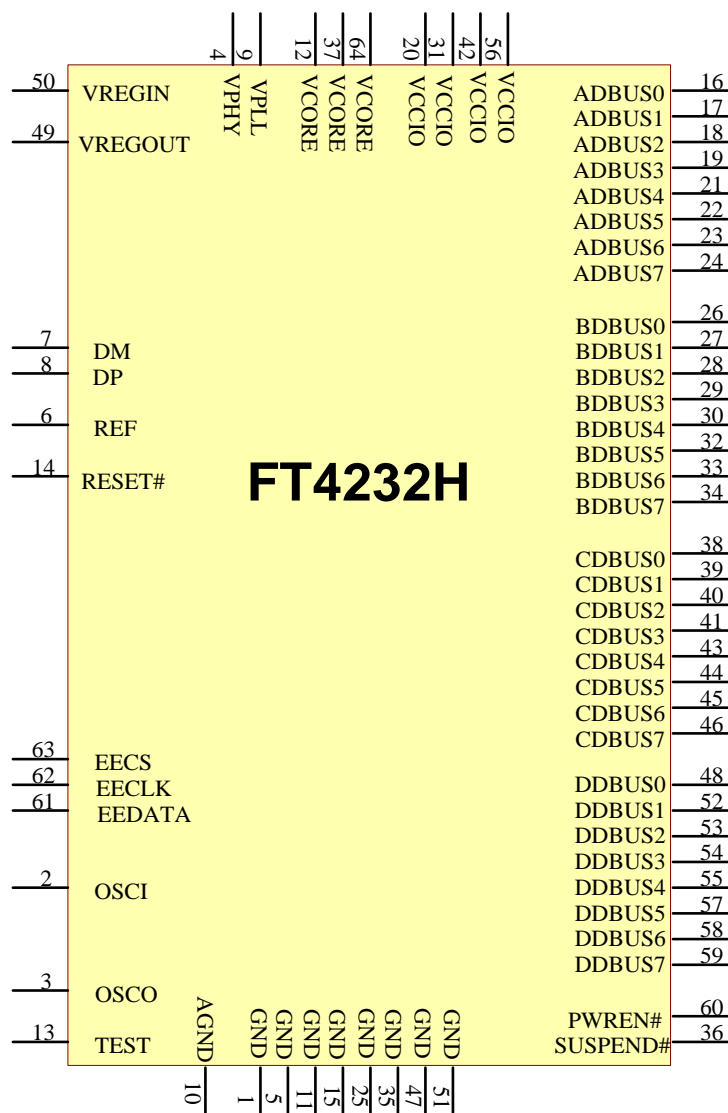 4 9 12 37 64 20 31 42 56
VPHY VPLL VCORE VCORE VCORE VCCIO VCCIO VCCIO VCCIO
50 VREGIN
49 VREGOUT
7 DM
8 DP
6 REF
14 RESET#
FT4232H
63 EECS
62 EECLK
61 EEDATA
2 OSCI
3 OSCO
13 TEST
ADBUS0 16
ADBUS1 17
ADBUS2 18
ADBUS3 19
ADBUS4 21
ADBUS5 22
ADBUS6 23
ADBUS7 24
BDBUS0 26
BDBUS1 27
BDBUS2 28
BDBUS3 29
BDBUS4 30
BDBUS5 32
BDBUS6 33
BDBUS7 34
CDBUS0 38
CDBUS1 39
CDBUS2 40
CDBUS3 41
CDBUS4 43
CDBUS5 44
CDBUS6 45
CDBUS7 46
DDBUS0 48
DDBUS1 52
DDBUS2 53
DDBUS3 54
DDBUS4 55
DDBUS5 57
DDBUS6 58
DDBUS7 59
PWREN# 60
SUSPEND# 36
AGND GND GND GND GND GND GND GND GND
10 1 5 11 15 25 35 47 51